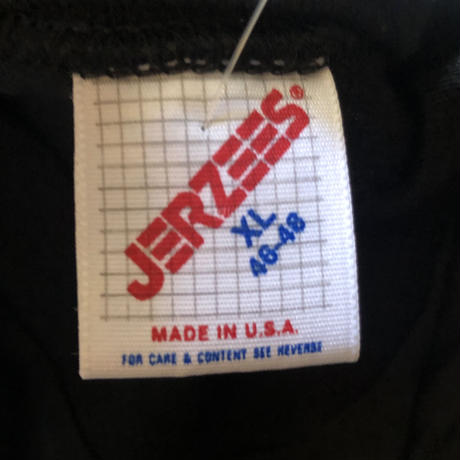 JERZEES®
XL
46-48
MADE IN U.S.A.
FOR CARE & CONTENT SEE REVERSE